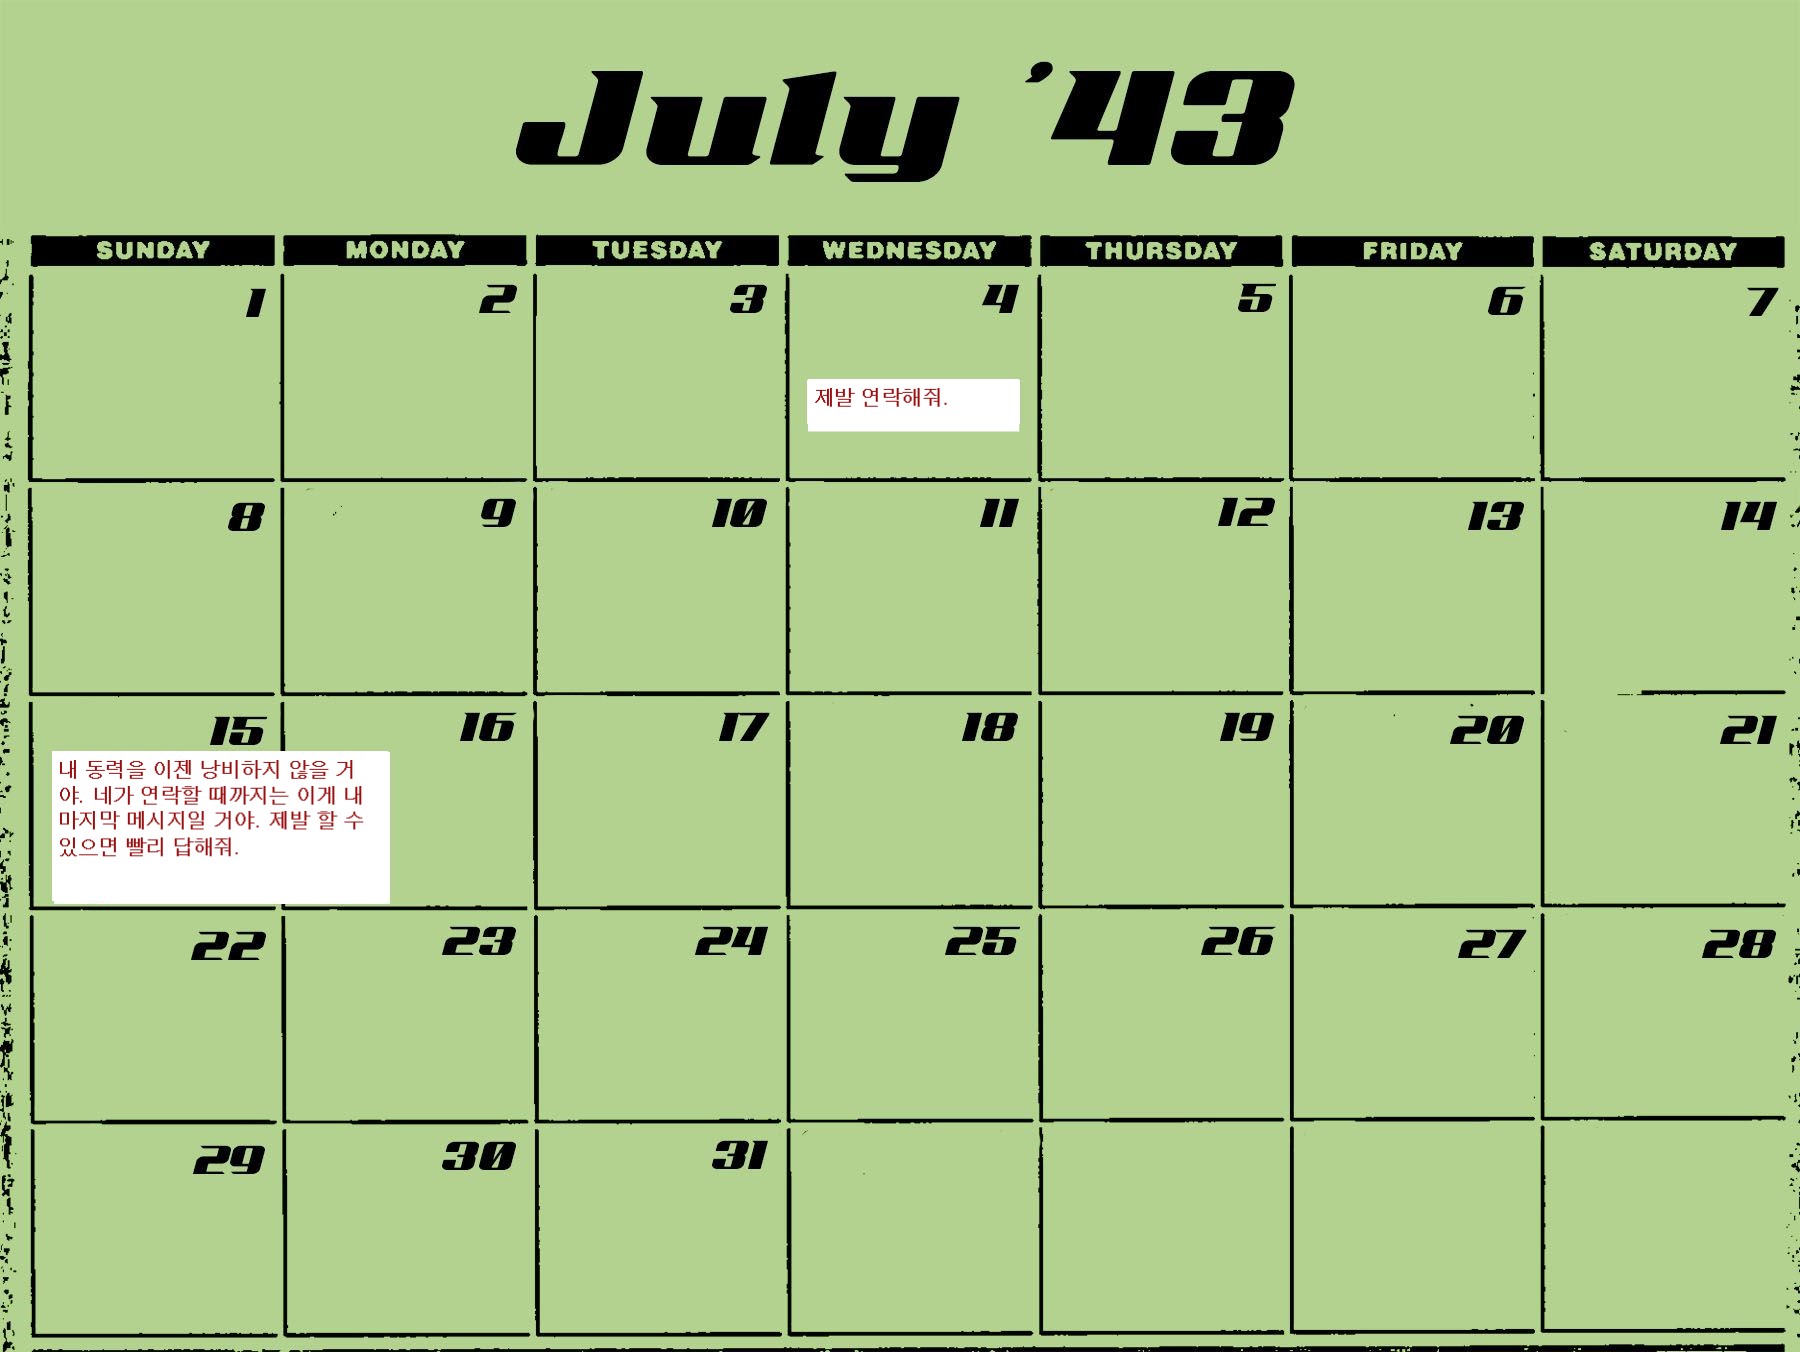 July '43
SUNDAY MONDAY TUESDAY WEDNESDAY THURSDAY FRIDAY SATURDAY
1 2 3 4 5 6 7
제발 연락해줘.
8 9 10 11 12 13 14
15 16 17 18 19 20 21
내 동력을 이젠 낭비하지 않을 거
야. 네가 연락할 때까지는 이게 내
마지막 메시지일 거야. 제발 할 수
있으면 빨리 답해줘.
22 23 24 25 26 27 28
29 30 31